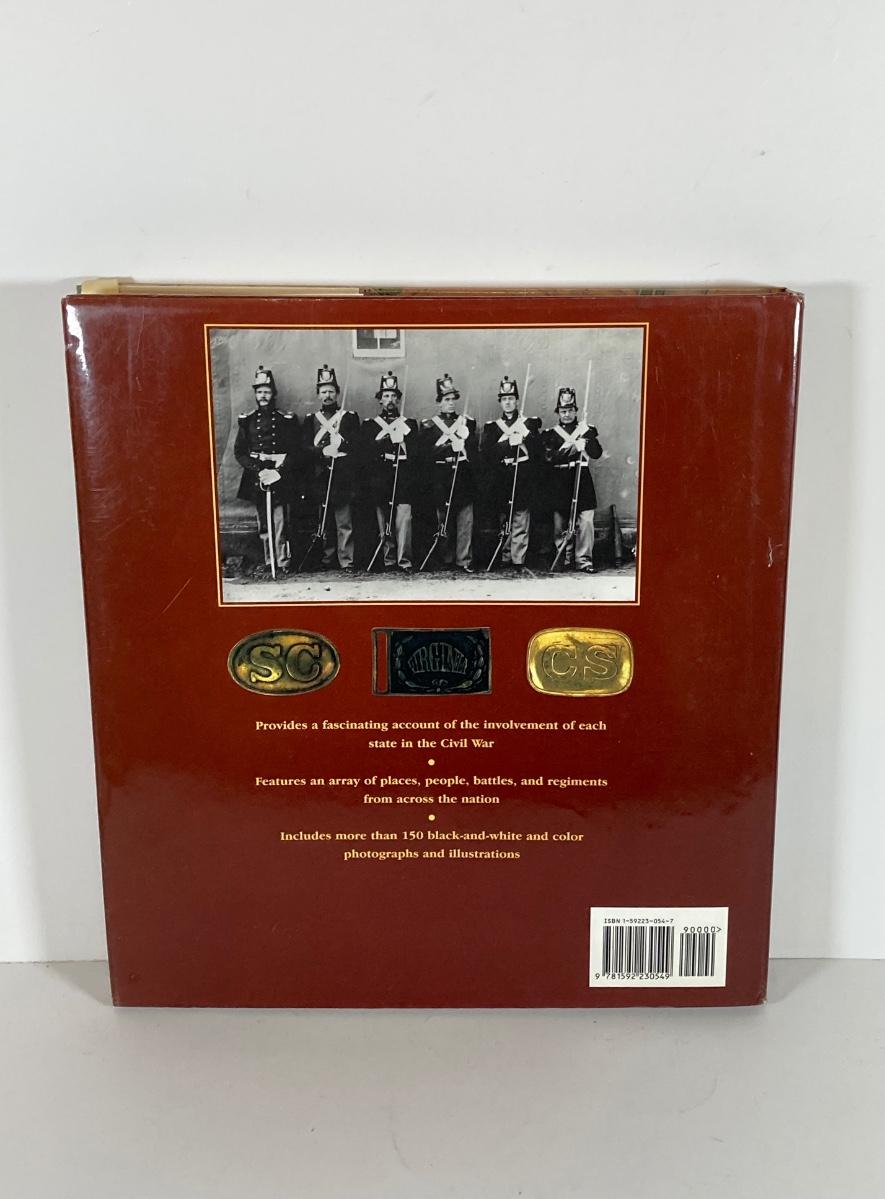 SC
VIRGINIA
CS
Provides a fascinating account of the involvement of each
state in the Civil War
•
Features an array of places, people, battles, and regiments
from across the nation
•
Includes more than 150 black-and-white and color
photographs and illustrations
ISBN 1-59223-054-7
90000>
9 781592 230549